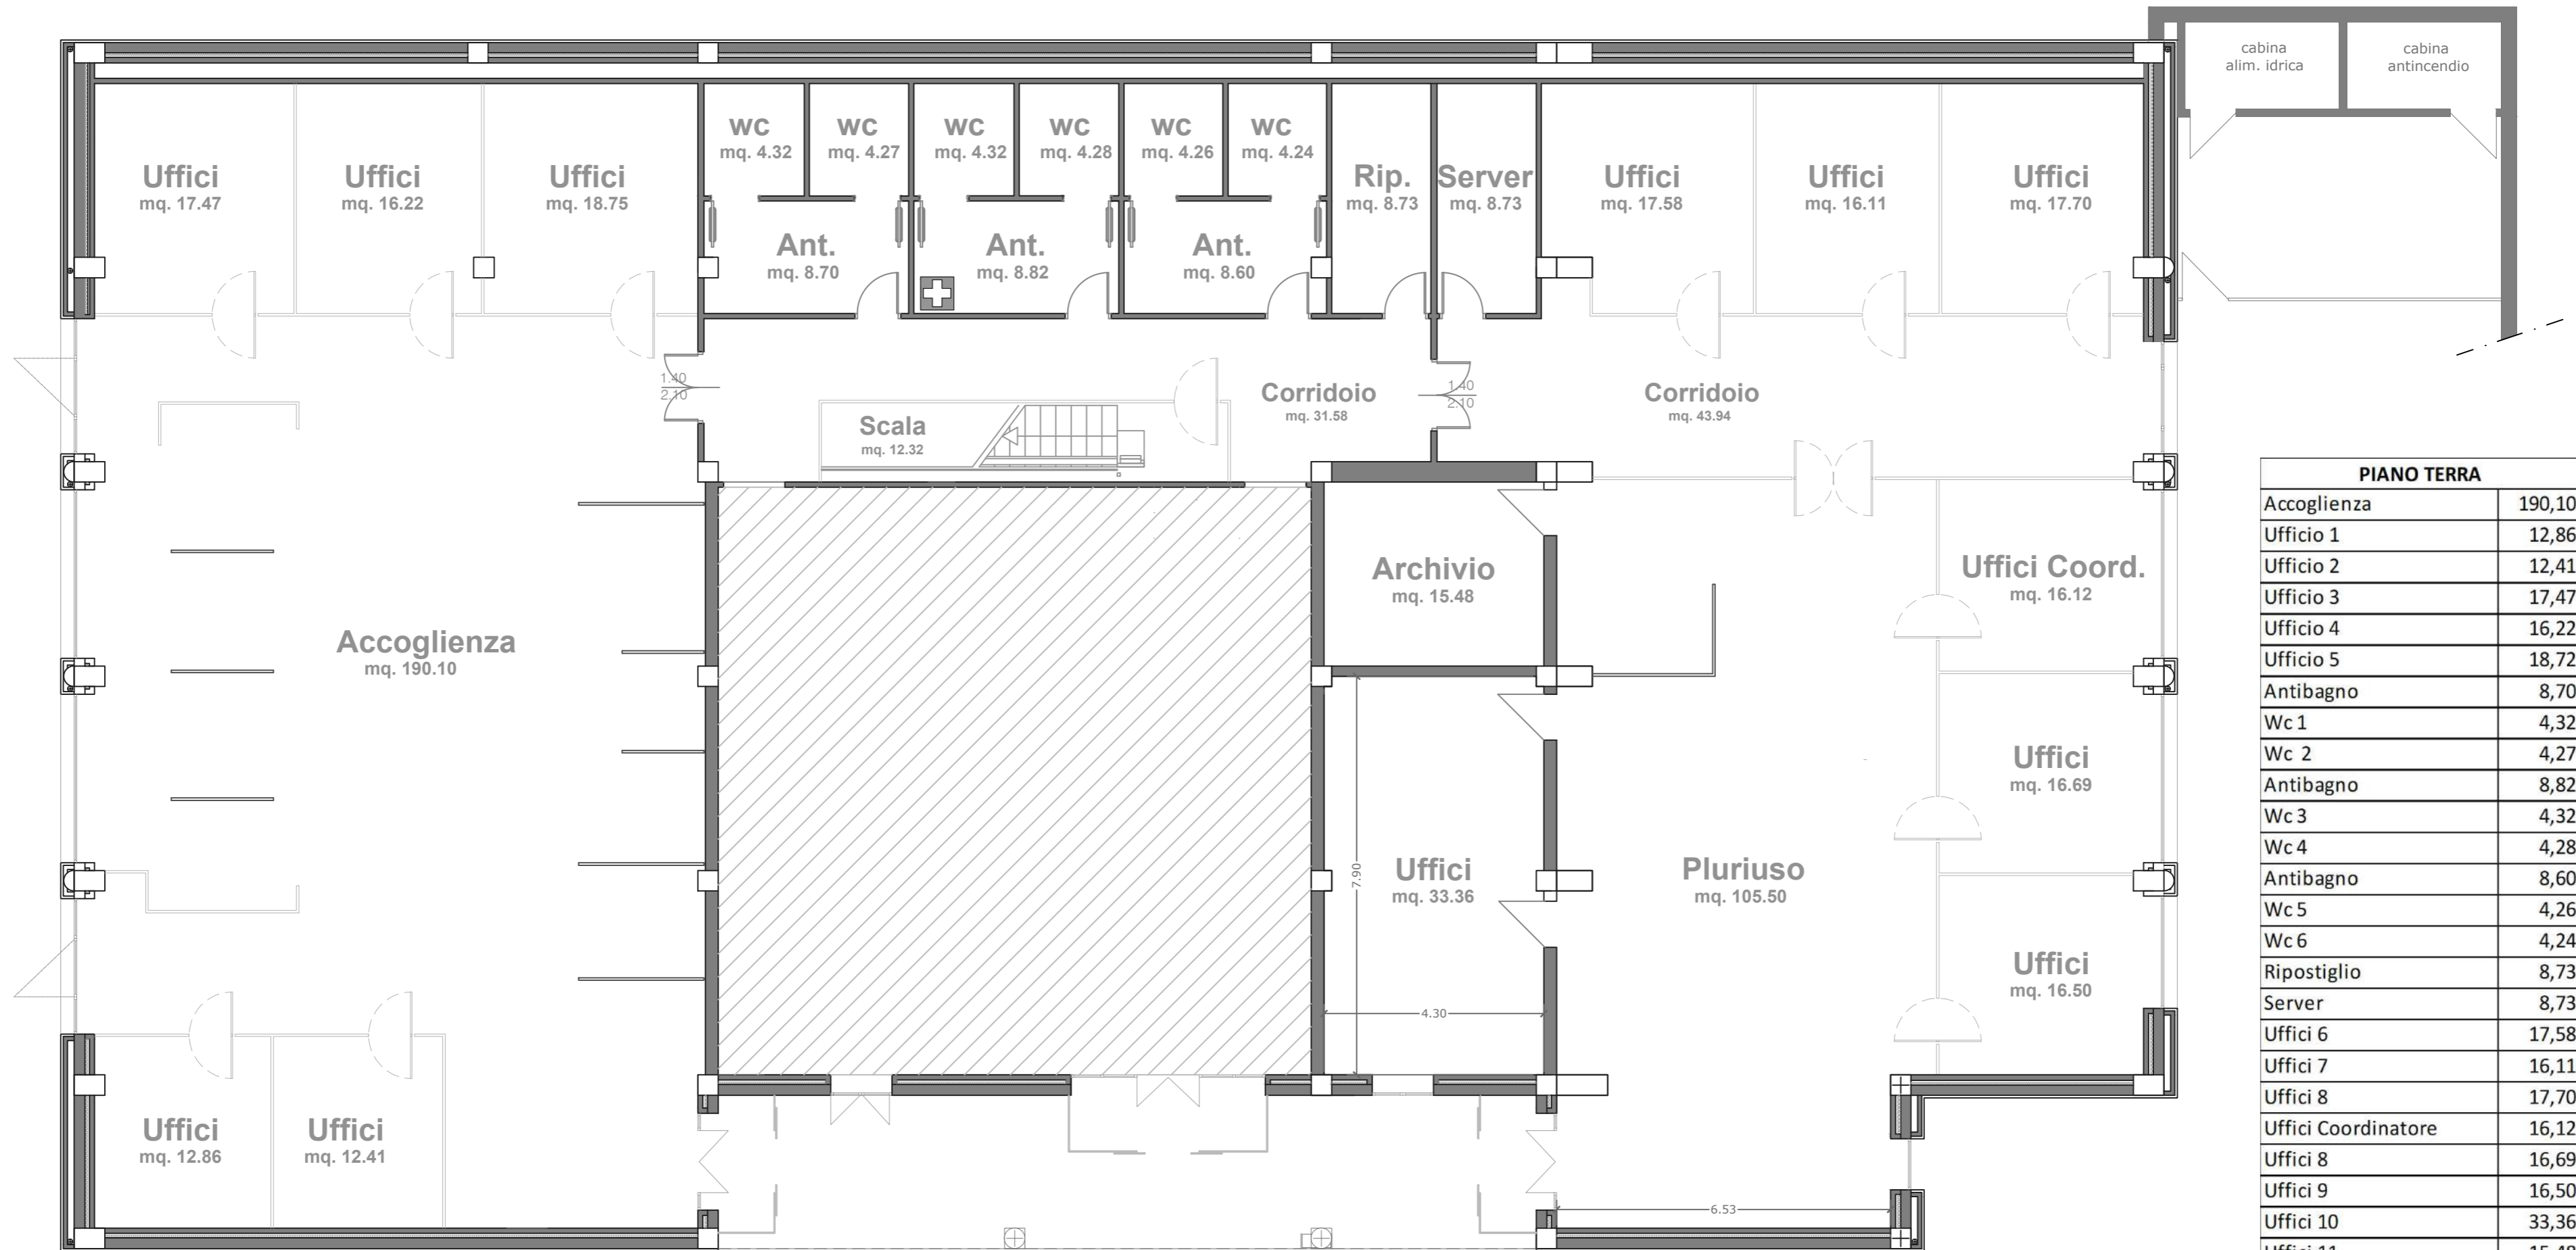 cabina
alim. idrica
cabina
antincendio
wc
mq. 4.32
wc
mq. 4.27
wc
mq. 4.32
wc
mq. 4.28
wc
mq. 4.26
wc
mq. 4.24
Uffici
mq. 17.47
Uffici
mq. 16.22
Uffici
mq. 18.75
Rip.
mq. 8.73
Server
mq. 8.73
Uffici
mq. 17.58
Uffici
mq. 16.11
Uffici
mq. 17.70
Ant.
mq. 8.70
Ant.
mq. 8.82
Ant.
mq. 8.60
1.40
2.10
Corridoio
mq. 31.58
1.40
2.10
Corridoio
mq. 43.94
Scala
mq. 12.32
Archivio
mq. 15.48
Uffici Coord.
mq. 16.12
Accoglienza
mq. 190.10
Uffici
mq. 16.69
7.90
Uffici
mq. 33.36
Pluriuso
mq. 105.50
Uffici
mq. 16.50
4.30
Uffici
mq. 12.86
Uffici
mq. 12.41
6.53
PIANO TERRA
Accoglienza 190,10
Ufficio 1 12,86
Ufficio 2 12,41
Ufficio 3 17,47
Ufficio 4 16,22
Ufficio 5 18,72
Antibagno 8,70
Wc 1 4,32
Wc 2 4,27
Antibagno 8,82
Wc 3 4,32
Wc 4 4,28
Antibagno 8,60
Wc 5 4,26
Wc 6 4,24
Ripostiglio 8,73
Server 8,73
Uffici 6 17,58
Uffici 7 16,11
Uffici 8 17,70
Uffici Coordinatore 16,12
Uffici 8 16,69
Uffici 9 16,50
Uffici 10 33,36